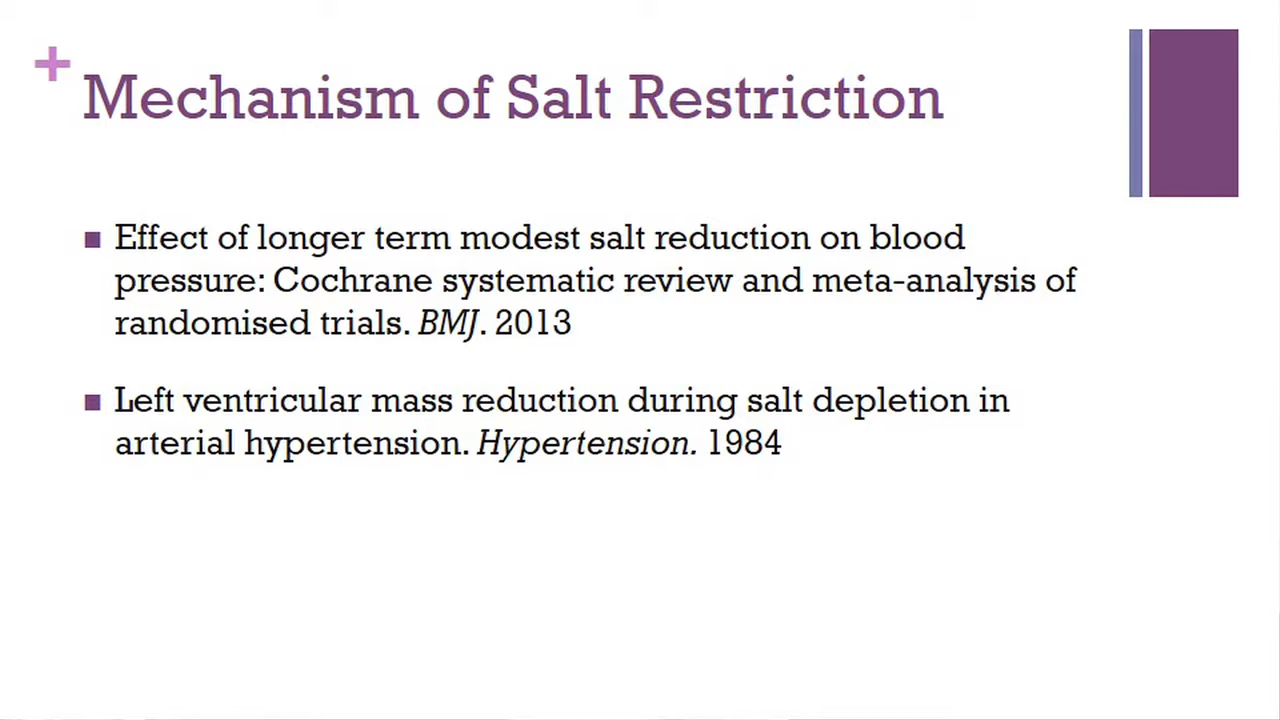 + Mechanism of Salt Restriction
■ Effect of longer term modest salt reduction on blood
pressure: Cochrane systematic review and meta-analysis of
randomised trials. BMJ. 2013
■ Left ventricular mass reduction during salt depletion in
arterial hypertension. Hypertension. 1984